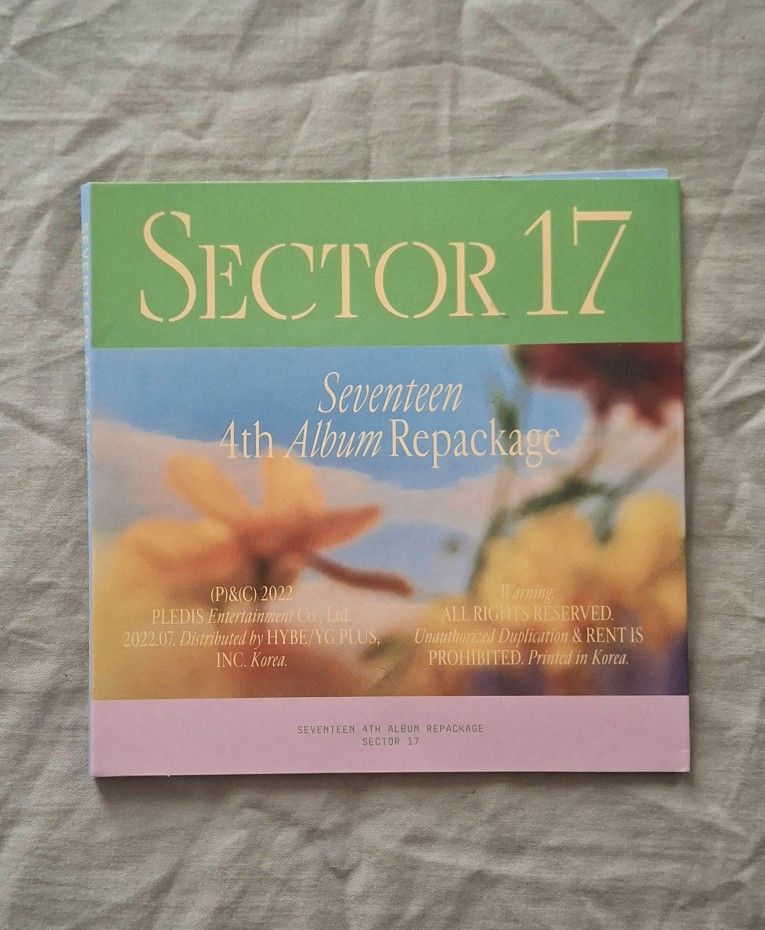 SECTOR 17
Seventeen
4th Album Repackage
(P)&(C) 2022
PLEDIS Entertainment Co., Ltd.
2022.07. Distributed by HYBE/YG PLUS,
INC. Korea.
Warning:
ALL RIGHTS RESERVED.
Unauthorized Duplication & RENT IS
PROHIBITED. Printed in Korea.
SEVENTEEN 4TH ALBUM REPACKAGE
SECTOR 17